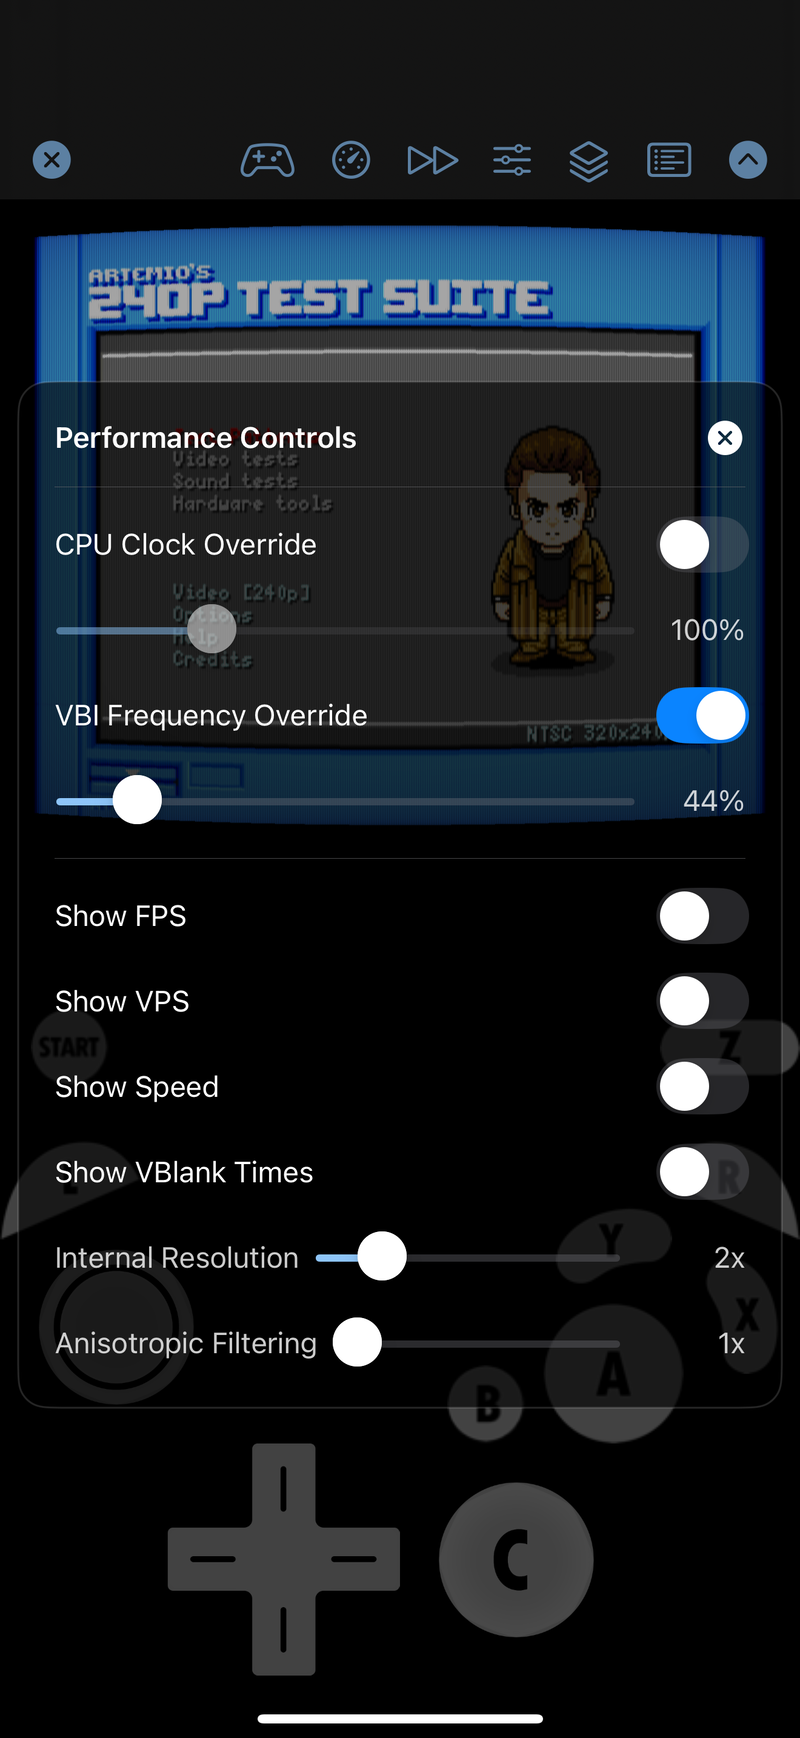 ARTEMIO'S
240P TEST SUITE
Performance Controls
Video tests
Sound tests
Hardware tools
CPU Clock Override
Video [240p]
Options
100%
Help
Credits
VBI Frequency Override
NTSC 320x240
44%
Show FPS
Show VPS
START
Z
Show Speed
Show VBlank Times
L
R
Y
Internal Resolution
2x
X
Anisotropic Filtering
1x
A
B
C